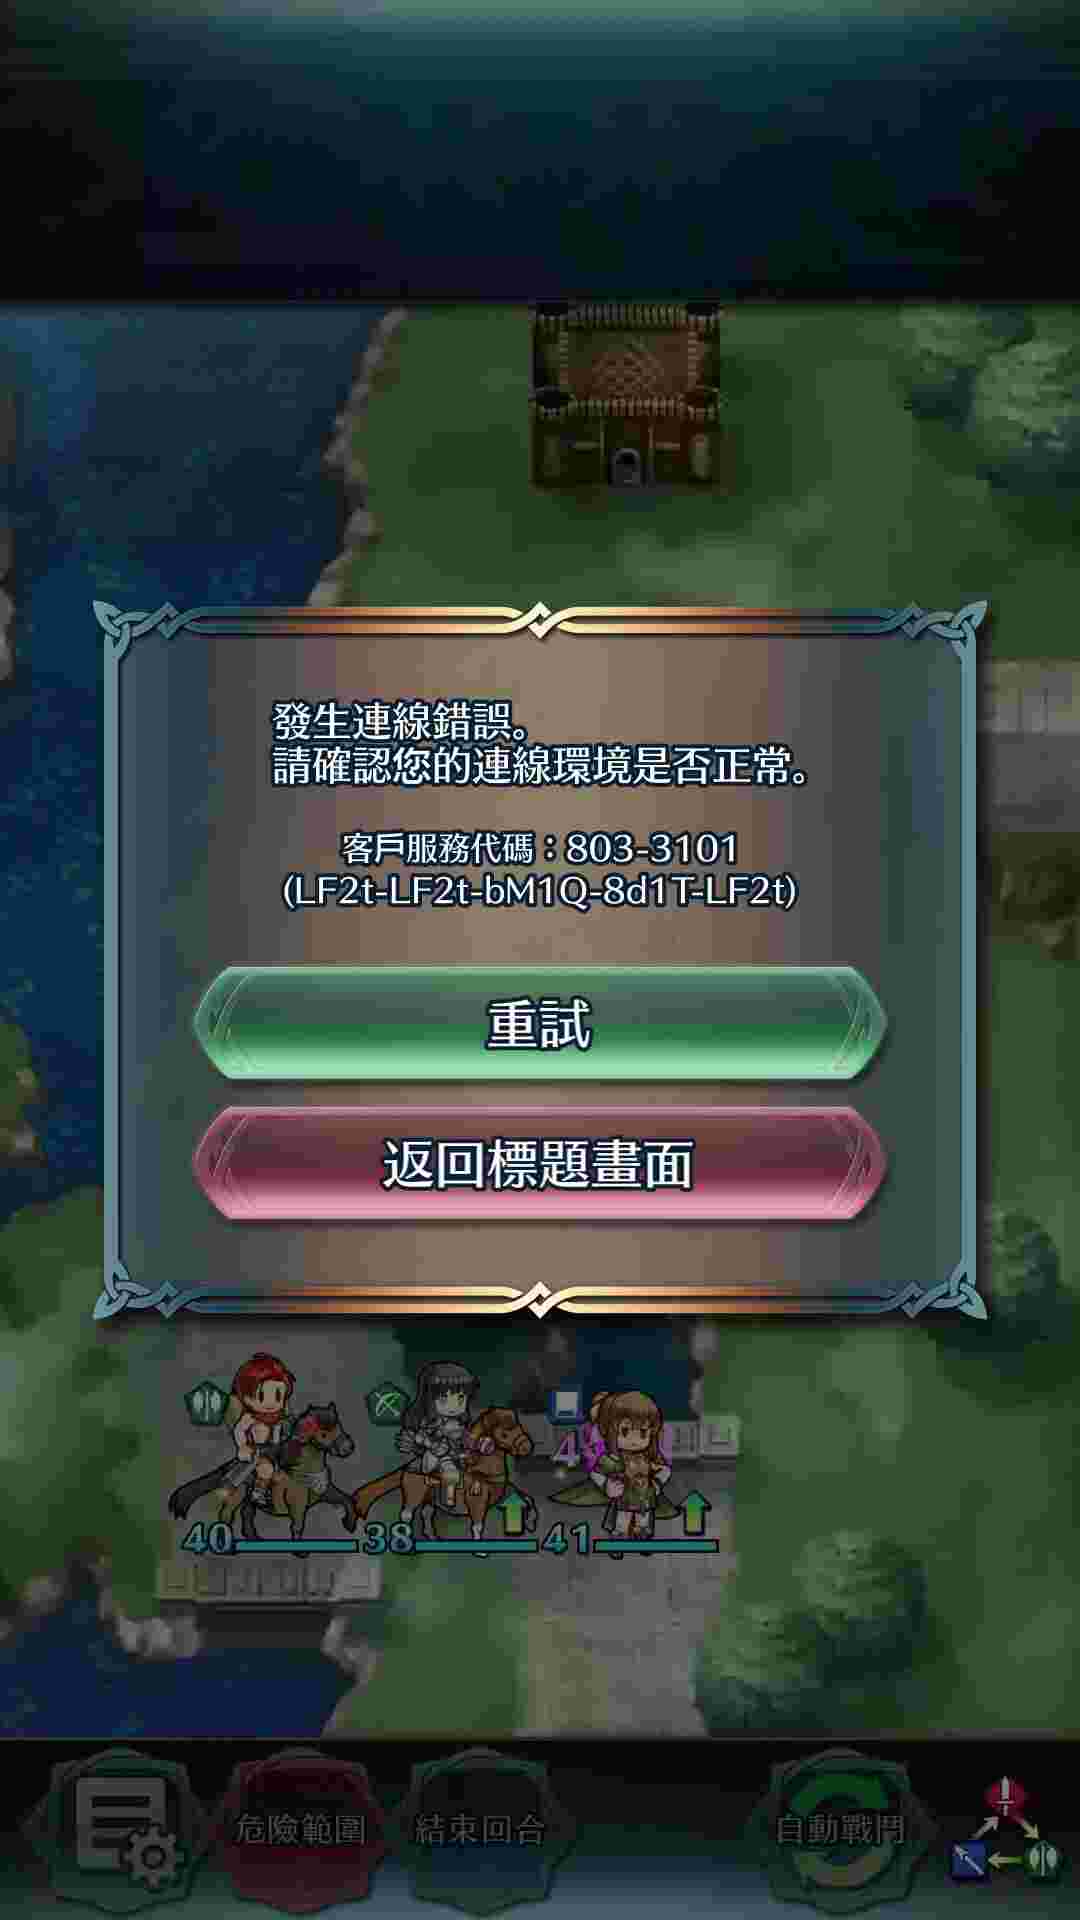 發生連線錯誤。
請確認您的連線環境是否正常。
客戶服務代碼：803-3101
(LF2t-LF2t-bM1Q-8d1T-LF2t)
重試
返回標題畫面
40
38
41
危險範圍
結束回合
自動戰鬥